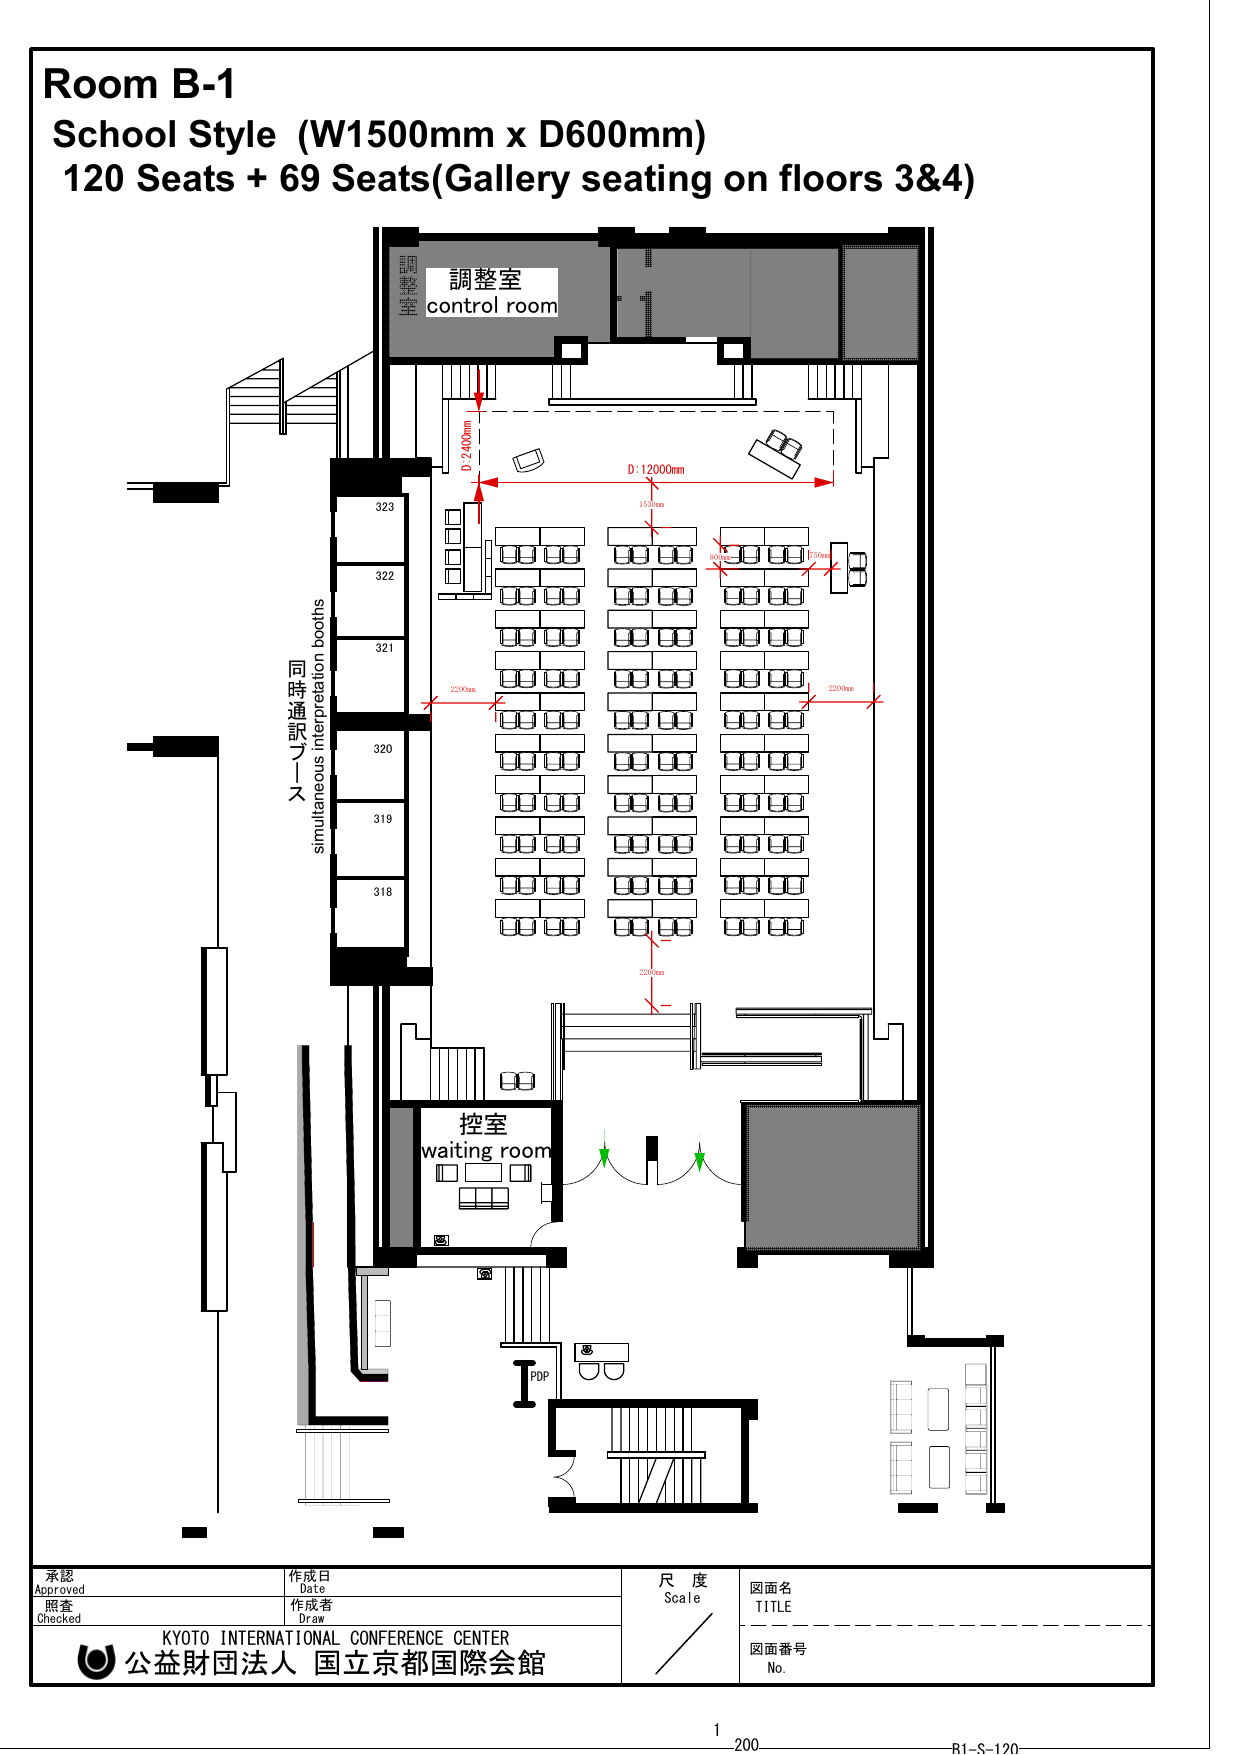 Room B-1
School Style (W1500mm x D600mm)
120 Seats + 69 Seats(Gallery seating on floors 3&4)
調整室
調整室
control room
D:2400mm
D:12000mm
1530mm
800mm
750mm
323
322
321
320
319
318
同時通訳ブース
simultaneous interpretation booths
2200mm
2200mm
2200mm
控室
waiting room
PDP
承認
Approved
作成日
Date
照査
Checked
作成者
Draw
尺 度
Scale
図面名
TITLE
図面番号
No.
KYOTO INTERNATIONAL CONFERENCE CENTER
公益財団法人 国立京都国際会館
1
200
B1-S-120